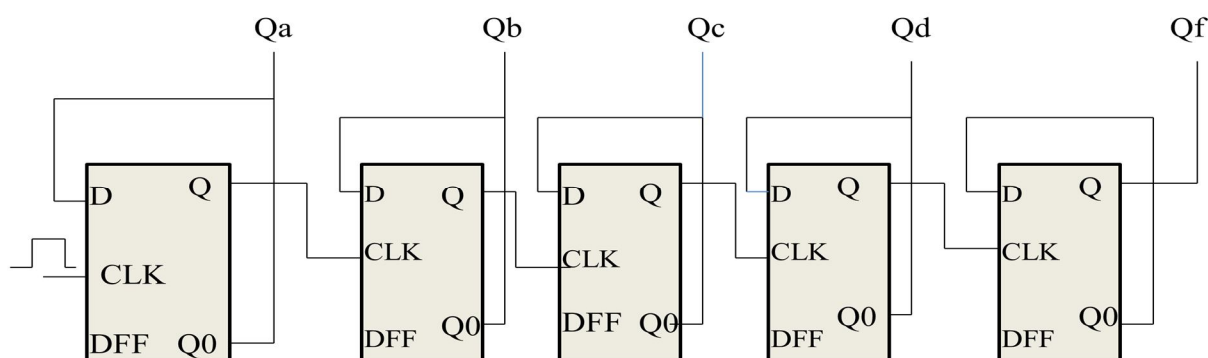 Qa Qb Qc Qd Qf
D Q D Q D Q D Q D Q
CLK CLK CLK CLK CLK
DFF Q0 DFF Q0 DFF Q0 DFF Q0 DFF Q0